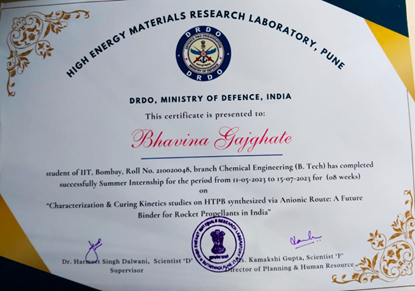 HIGH ENERGY MATERIALS RESEARCH LABORATORY, PUNE
DRDO
DRDO
DRDO, MINISTRY OF DEFENCE, INDIA
This certificate is presented to:
Bhavina Gajghate
student of IIT, Bombay, Roll No. 210020048, branch Chemical Engineering (B. Tech) has completed
successfully Summer Internship for the period from 11-05-2023 to 15-07-2023 for (08 weeks)
on
“Characterization & Curing Kinetics studies on HTPB synthesized via Anionic Route: A Future
Binder for Rocket Propellants in India”
Dr. Singh Dalwani, Scientist ‘D’
Supervisor
Kamakshi Gupta, Scientist ‘F’
Director of Planning & Human Resource